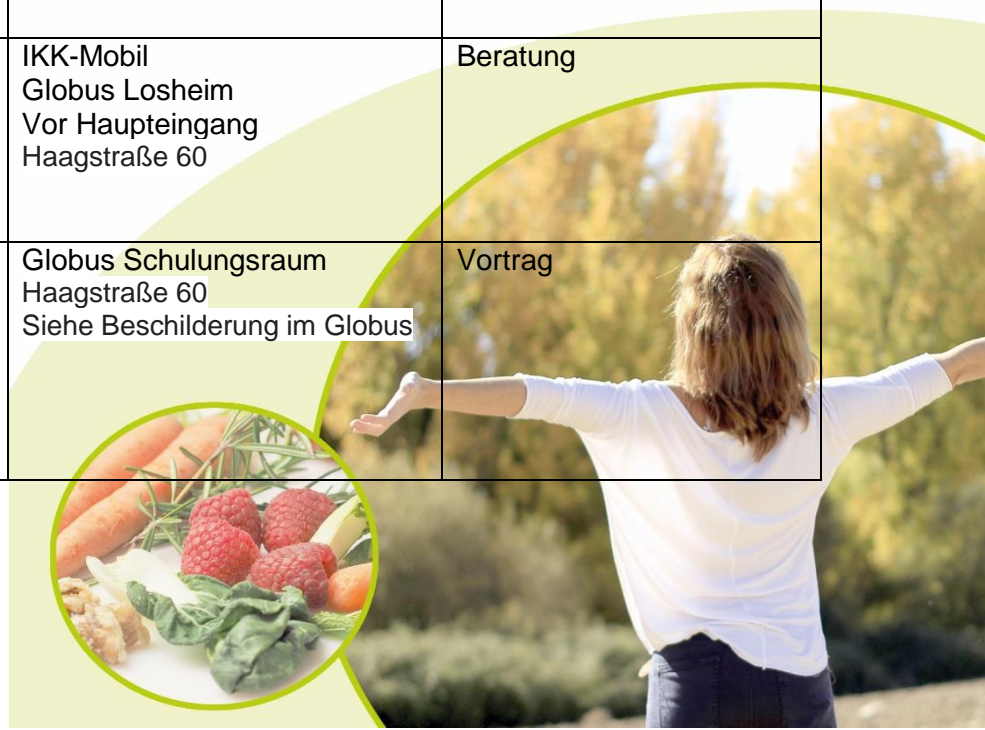 IKK-Mobil
Globus Losheim
Vor Haupteingang
Haagstraße 60
Beratung
Globus Schulungsraum
Haagstraße 60
Siehe Beschilderung im Globus
Vortrag